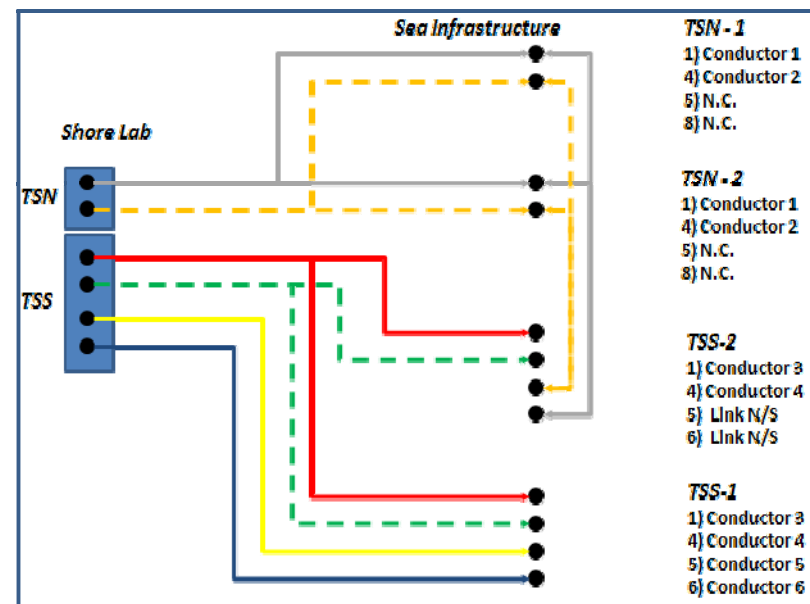 Sea Infrastructure
Shore Lab
TSN
TSS
TSN - 1
1) Conductor 1
4) Conductor 2
5) N.C.
8) N.C.
TSN - 2
1) Conductor 1
4) Conductor 2
5) N.C.
8) N.C.
TSS-2
1) Conductor 3
4) Conductor 4
5) Link N/S
6) Link N/S
TSS-1
1) Conductor 3
4) Conductor 4
5) Conductor 5
6) Conductor 6